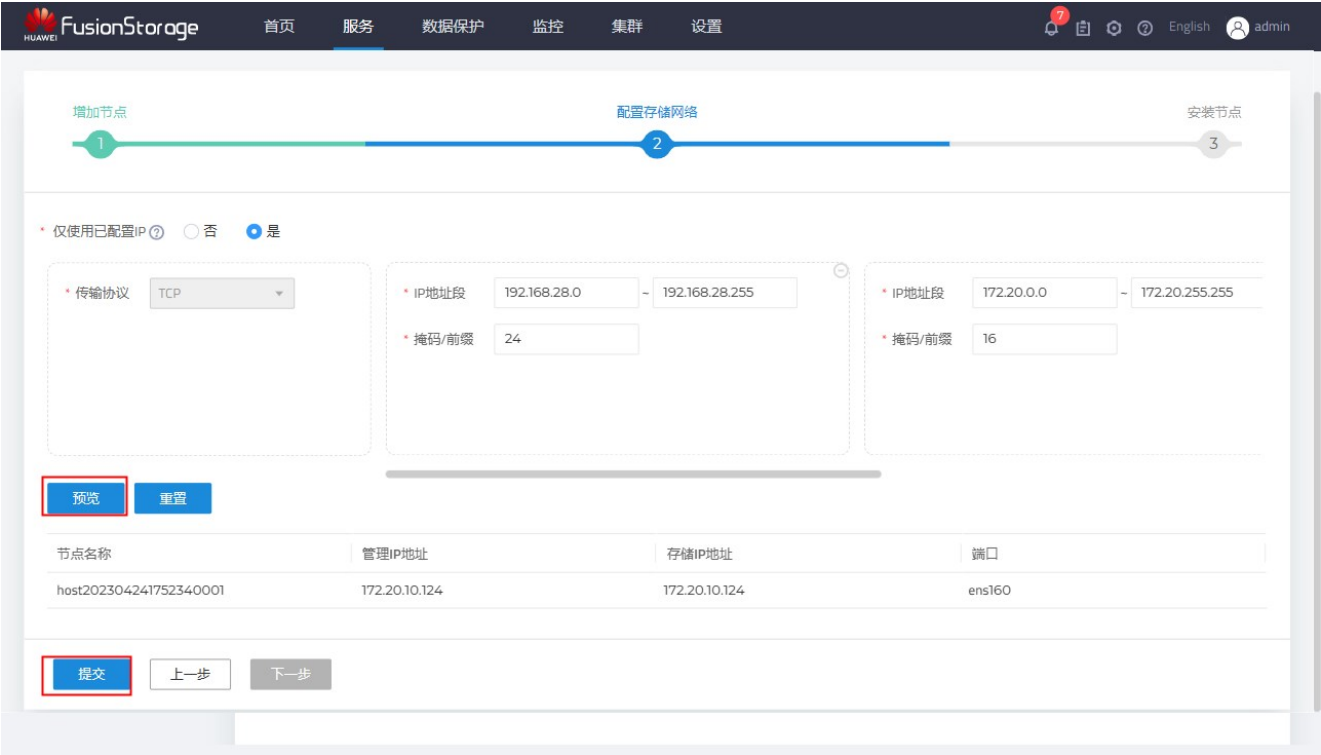 HUAWEI FusionStorage 首页 服务 数据保护 监控 集群 设置 7 English admin
增加节点 配置存储网络 安装节点
1 2 3
* 仅使用已配置IP ? 否 是
* 传输协议 TCP * IP地址段 192.168.28.0 ~ 192.168.28.255 * IP地址段 172.20.0.0 ~ 172.20.255.255
* 掩码/前缀 24 * 掩码/前缀 16
预览 重置
节点名称 管理IP地址 存储IP地址 端口
host202304241752340001 172.20.10.124 172.20.10.124 ens160
提交 上一步 下一步